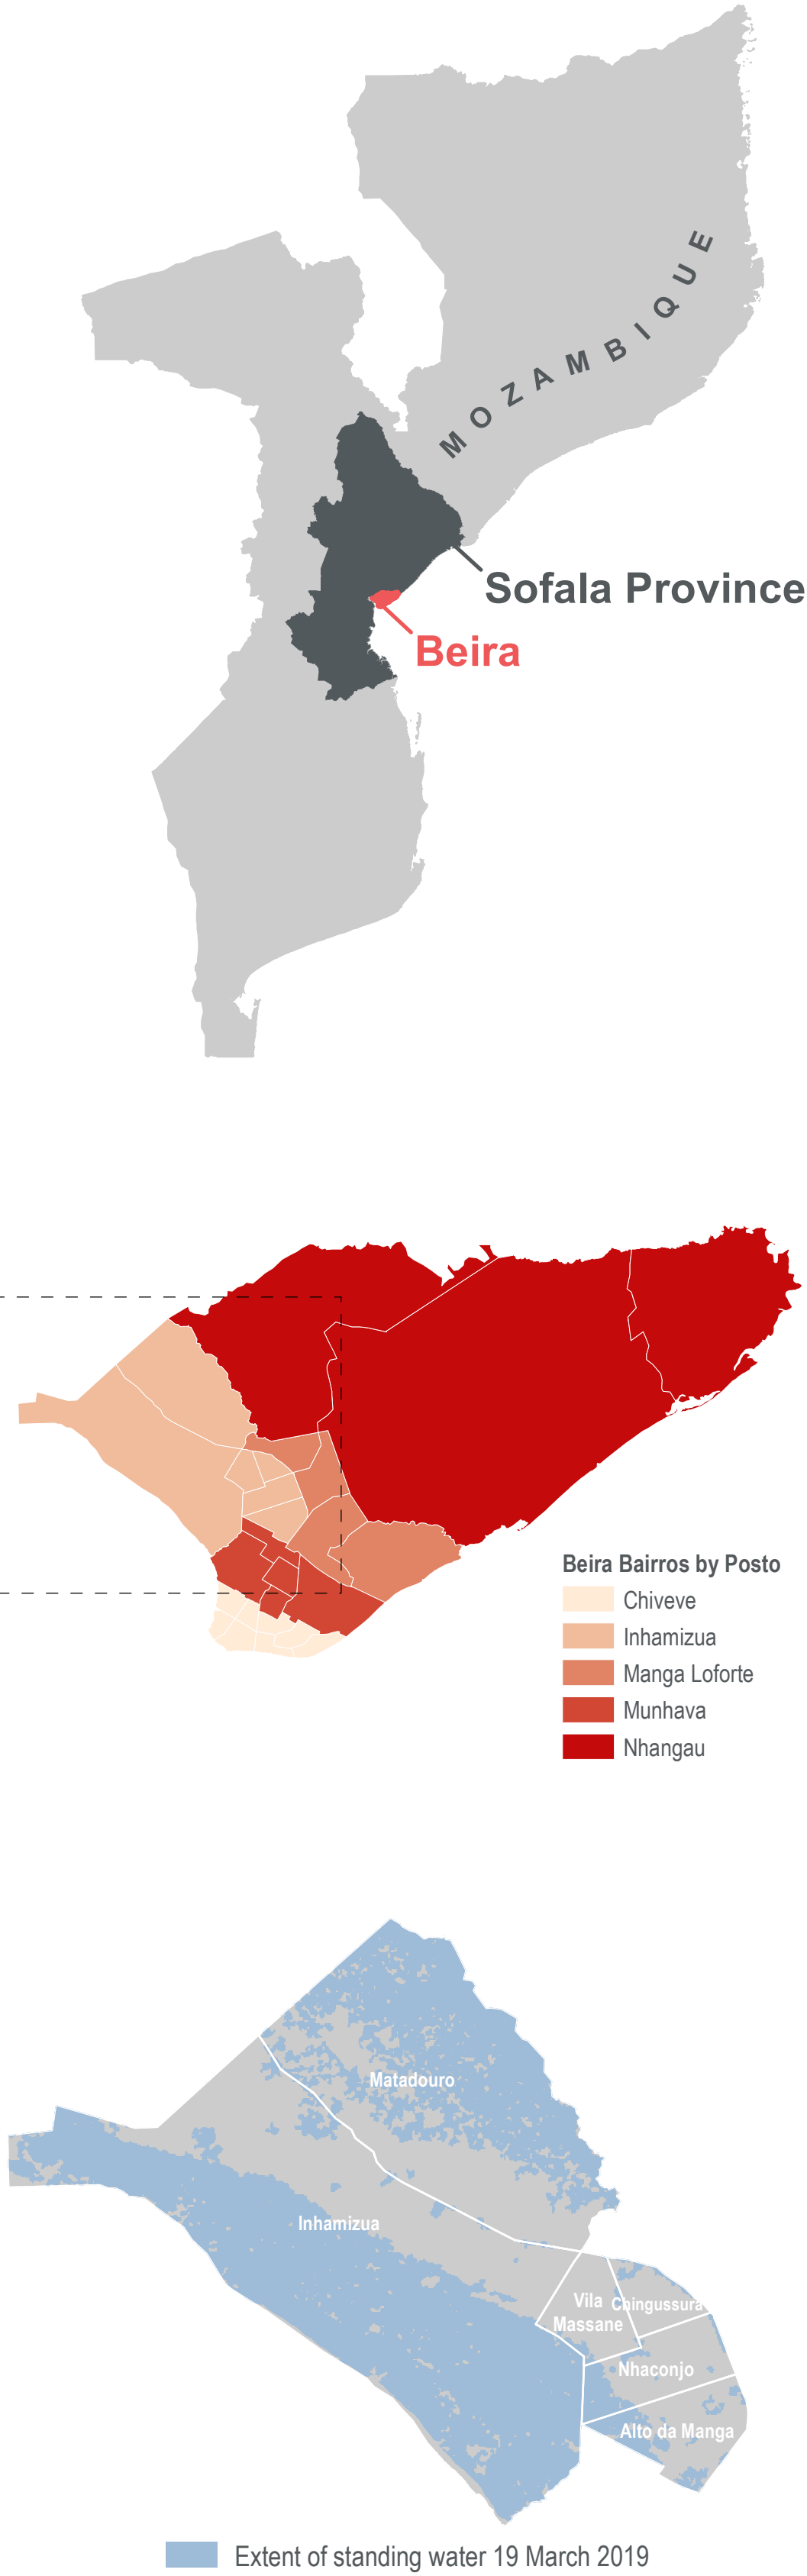 MOZAMBIQUE
Sofala Province
Beira
Beira Bairros by Posto
Chiveve
Inhamizua
Manga Loforte
Munhava
Nhangau
Matadouro
Inhamizua
Vila
Massane
Chingussura
Nhaconjo
Alto da Manga
Extent of standing water 19 March 2019